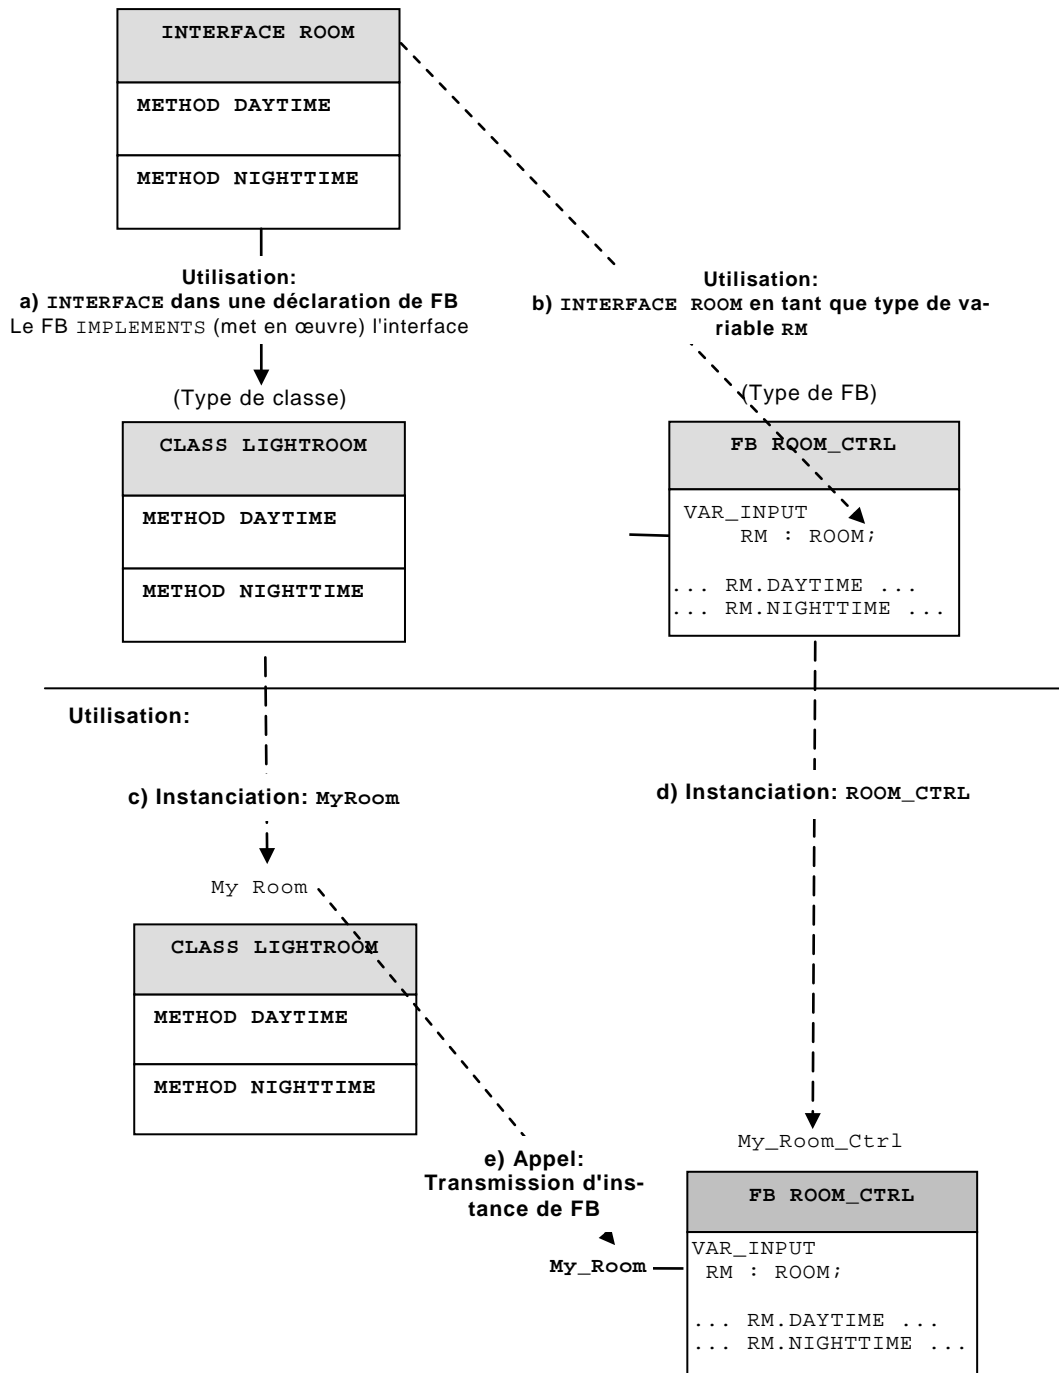 INTERFACE ROOM
METHOD DAYTIME
METHOD NIGHTTIME
Utilisation:
a) INTERFACE dans une déclaration de FB
Le FB IMPLEMENTS (met en œuvre) l'interface
Utilisation:
b) INTERFACE ROOM en tant que type de va-
riable RM
(Type de classe)
CLASS LIGHTROOM
METHOD DAYTIME
METHOD NIGHTTIME
(Type de FB)
FB ROOM_CTRL
VAR_INPUT
RM : ROOM;
... RM.DAYTIME ...
... RM.NIGHTTIME ...
Utilisation:
c) Instanciation: MyRoom
d) Instanciation: ROOM_CTRL
My Room
CLASS LIGHTROOM
METHOD DAYTIME
METHOD NIGHTTIME
e) Appel:
Transmission d'ins-
tance de FB
My_Room
My_Room_Ctrl
FB ROOM_CTRL
VAR_INPUT
RM : ROOM;
... RM.DAYTIME ...
... RM.NIGHTTIME ...